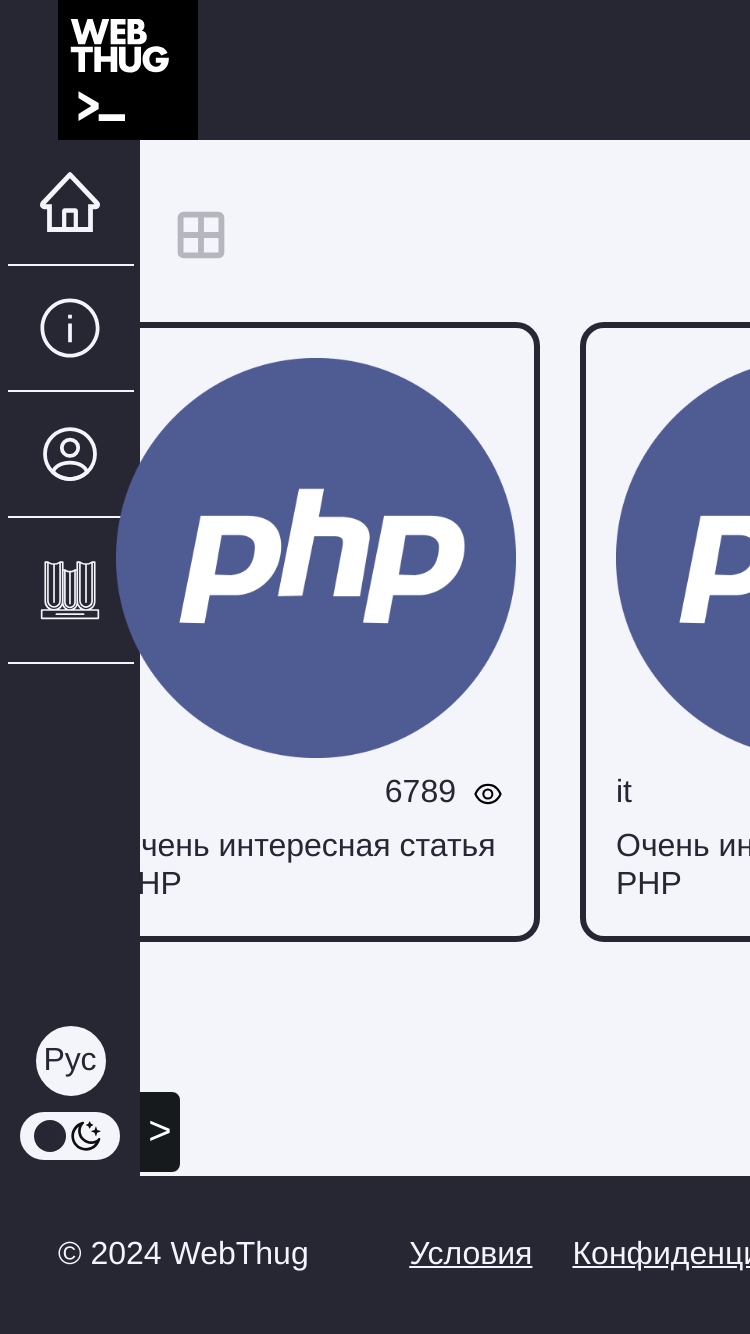 WEB
THUG
>_
php
p
6789
it
чень интересная статья
HP
Очень ин
PHP
Рус
>
© 2024 WebThug
Условия
Конфиденци